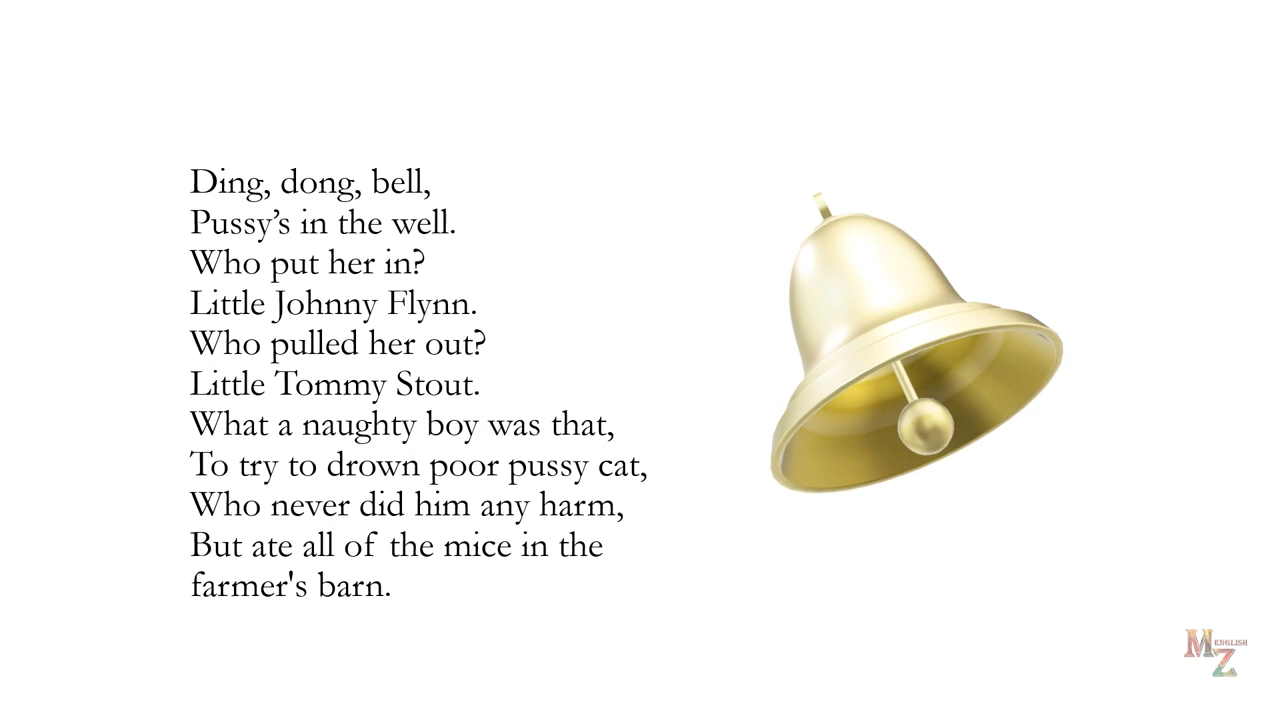 Ding, dong, bell,
Pussy’s in the well.
Who put her in?
Little Johnny Flynn.
Who pulled her out?
Little Tommy Stout.
What a naughty boy was that,
To try to drown poor pussy cat,
Who never did him any harm,
But ate all of the mice in the
farmer's barn.
MZ ENGLISH